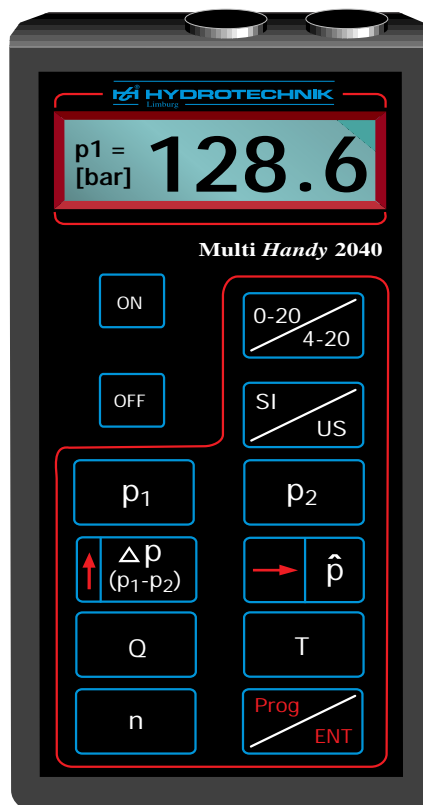 HYDROTECHNIK
Limburg
p1 =
[bar]
128.6
Multi Handy 2040
ON
0-20
4-20
OFF
SI
US
p₁
p₂
△p
(p₁-p₂)
p̂
Q
T
n
Prog
ENT